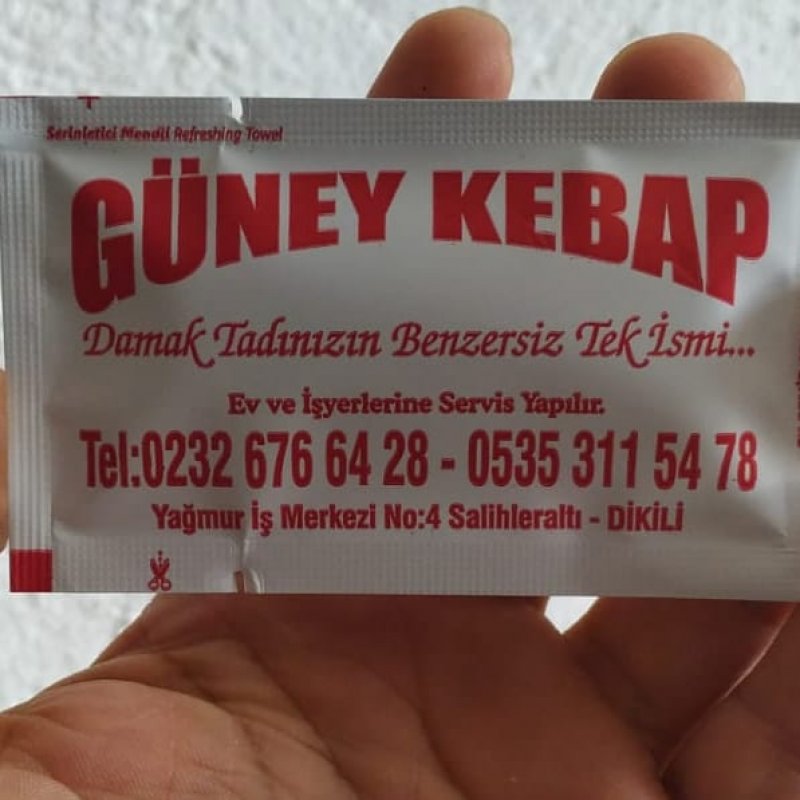 Serinletici Mendil Refreshing Towel
GÜNEY KEBAP
Damak Tadınızın Benzersiz Tek İsmi...
Ev ve İşyerlerine Servis Yapılır.
Tel:0232 676 64 28 - 0535 311 54 78
Yağmur İş Merkezi No:4 Salihleraltı - DİKİLİ